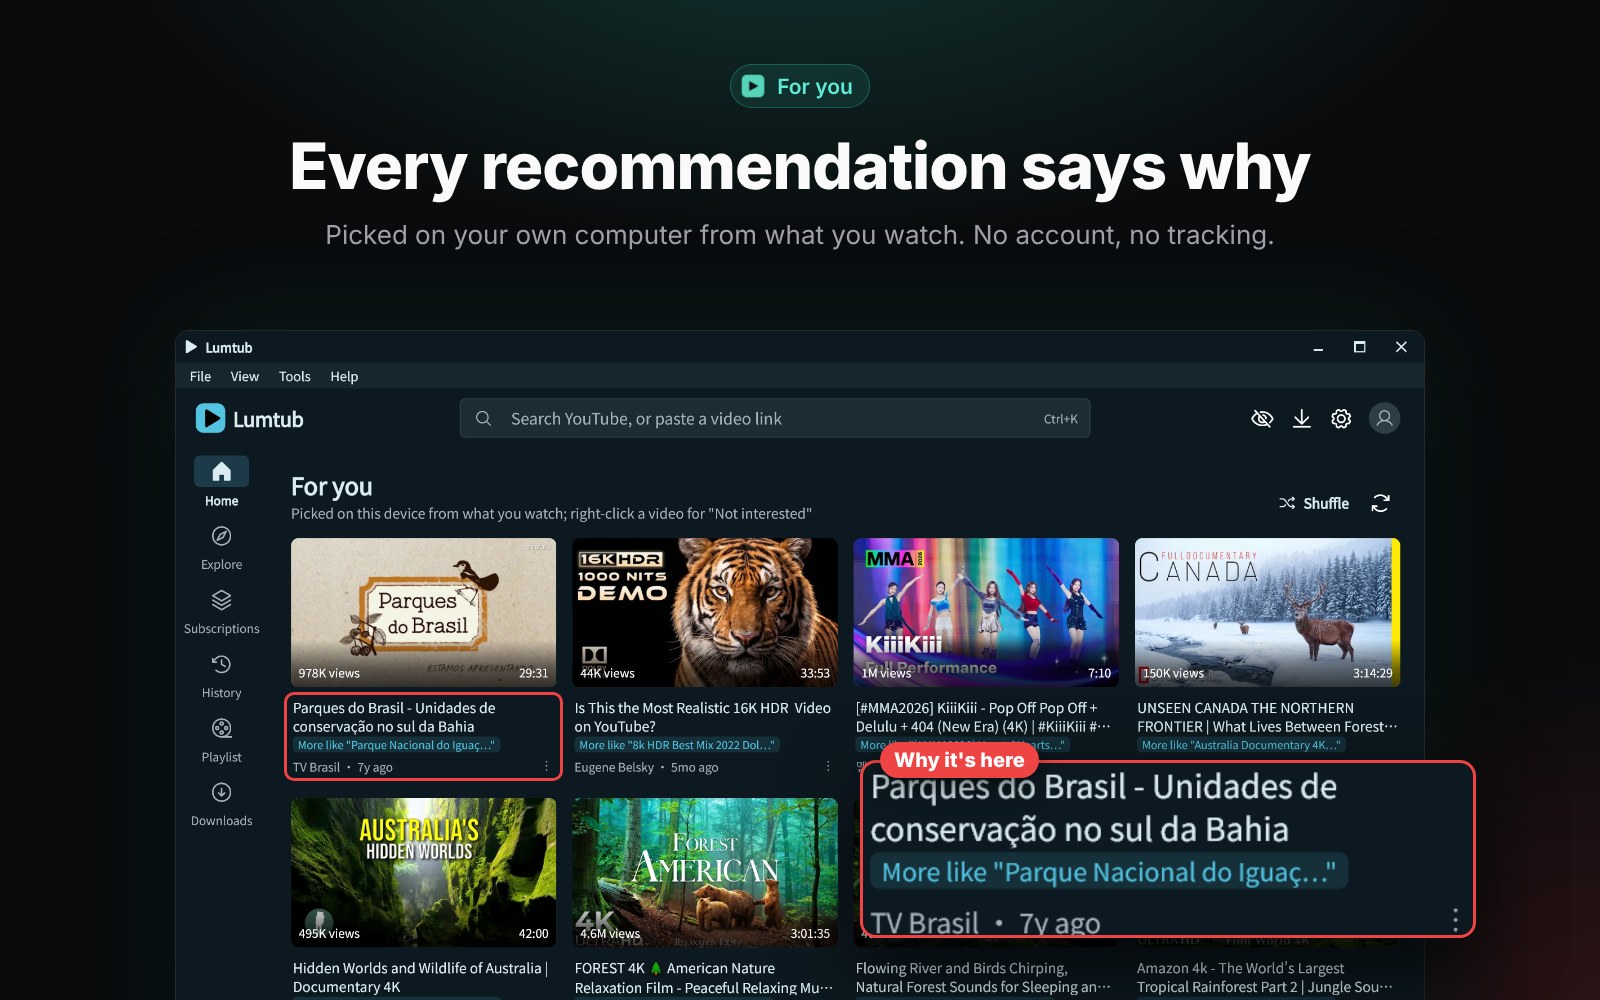 For you
Every recommendation says why
Picked on your own computer from what you watch. No account, no tracking.
Lumtub
File View Tools Help
Lumtub
Search YouTube, or paste a video link Ctrl+K
Home
Explore
Subscriptions
History
Playlist
Downloads
For you
Picked on this device from what you watch; right-click a video for "Not interested"
Shuffle
Parques
do Brasil
ESTAMOS APRESENTAN
978K views 29:31
Parques do Brasil - Unidades de
conservação no sul da Bahia
More like "Parque Nacional do Iguaç…"
TV Brasil • 7y ago
16K HDR
1000 NITS
DEMO
44K views 33:53
Is This the Most Realistic 16K HDR Video
on YouTube?
More like "8k HDR Best Mix 2022 Dol…"
Eugene Belsky • 5mo ago
MMA
KiiiKiii
Full Performance
1M views 7:10
[#MMA2026] KiiiKiii - Pop Off Pop Off +
Delulu + 404 (New Era) (4K) | #KiiiKiii #…
FULL DOCUMENTARY
CANADA
150K views 3:14:29
UNSEEN CANADA THE NORTHERN
FRONTIER | What Lives Between Forest…
More like "Australia Documentary 4K…"
Why it's here
Parques do Brasil - Unidades de
conservação no sul da Bahia
More like "Parque Nacional do Iguaç…"
TV Brasil • 7y ago
AUSTRALIA'S
HIDDEN WORLDS
495K views 42:00
Hidden Worlds and Wildlife of Australia |
Documentary 4K
FOREST
AMERICAN
4K
ULTRA HD
RELAXATION FILM
4.6M views 3:01:35
FOREST 4K 🌲 American Nature
Relaxation Film - Peaceful Relaxing Mu…
Flowing River and Birds Chirping,
Natural Forest Sounds for Sleeping an…
Amazon 4k - The World's Largest
Tropical Rainforest Part 2 | Jungle Sou…